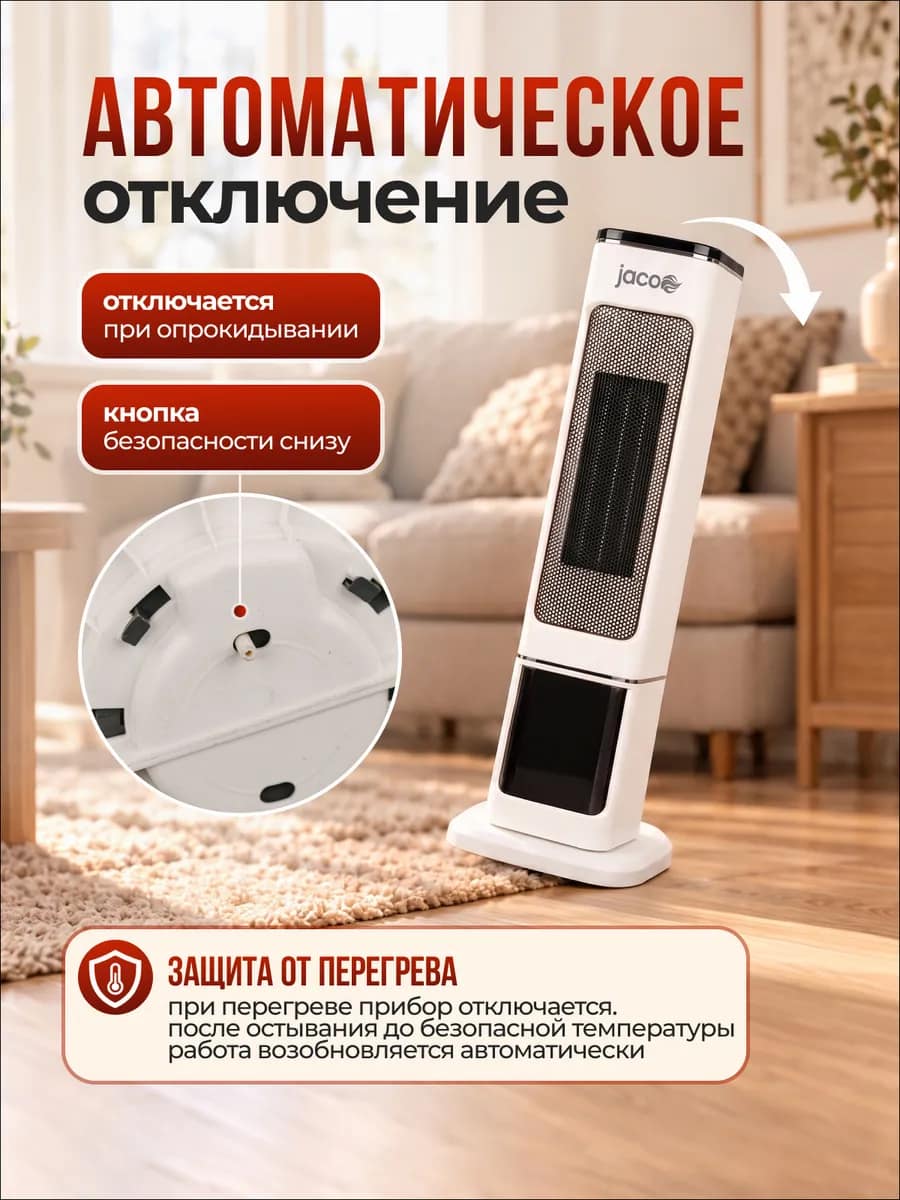 АВТОМАТИЧЕСКОЕ
отключение
отключается
при опрокидывании
кнопка
безопасности снизу
jaco
ЗАЩИТА ОТ ПЕРЕГРЕВА
при перегреве прибор отключается.
после остывания до безопасной температуры
работа возобновляется автоматически